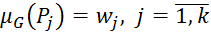 μ_G(P_j) = w_j, j = \overline{1, k}